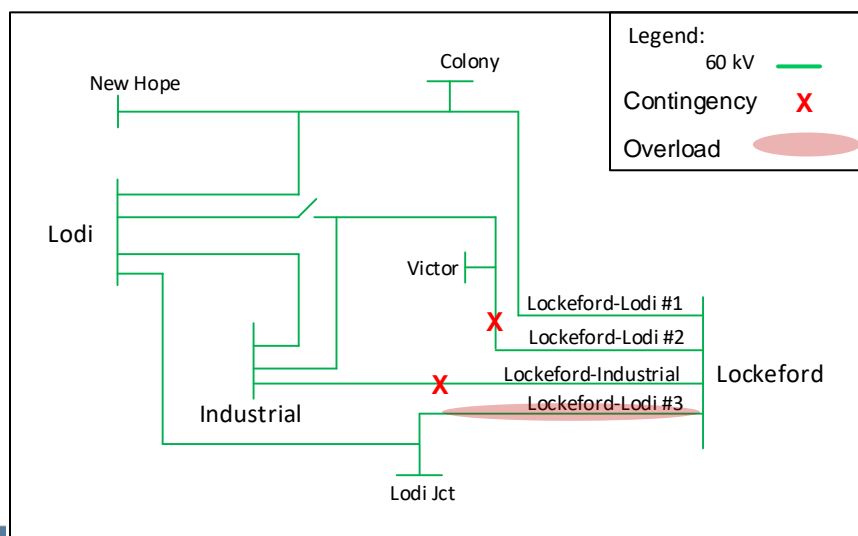 Legend:
60 kV
Contingency X
Overload
Colony
New Hope
Lodi
Victor
X
Lockeford-Lodi #1
Lockeford-Lodi #2
Lockeford-Industrial
X
Lockeford
Lockeford-Lodi #3
Industrial
Lodi Jct